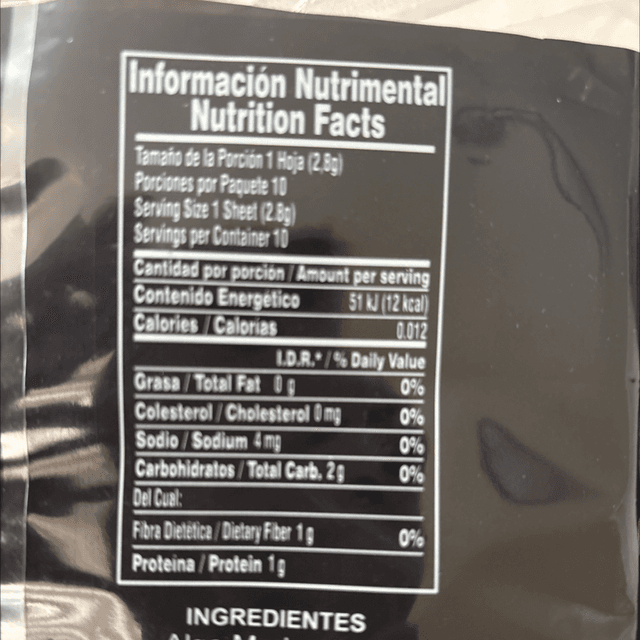 Información Nutrimental
Nutrition Facts
Tamaño de la Porción 1 Hoja (2,8g)
Porciones por Paquete 10
Serving Size 1 Sheet (2.8g)
Servings per Container 10
Cantidad por porción / Amount per serving
Contenido Energético 51 kJ (12 kcal)
Calories / Calorías 0.012
I.D.R.* / % Daily Value
Grasa / Total Fat 0 g 0%
Colesterol / Cholesterol 0 mg 0%
Sodio / Sodium 4 mg 0%
Carbohidratos / Total Carb. 2 g 0%
Del Cual:
Fibra Dietética / Dietary Fiber 1 g 0%
Proteína / Protein 1 g
INGREDIENTES